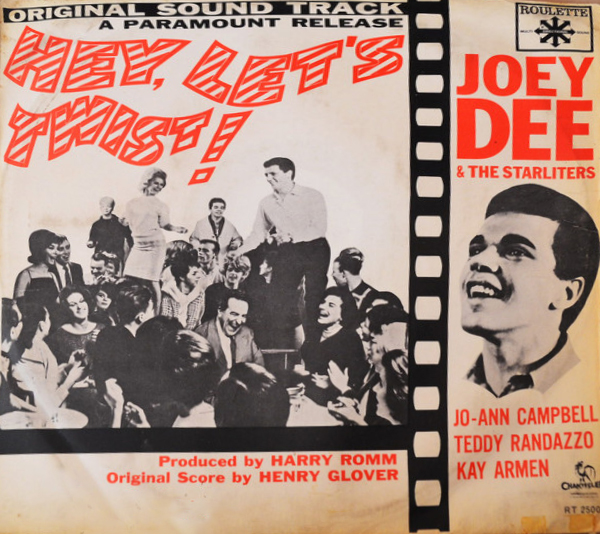 ORIGINAL SOUND TRACK
A PARAMOUNT RELEASE
HEY, LET'S
TWIST!
ROULETTE
JOEY
DEE
& THE STARLITERS
JO-ANN CAMPBELL
TEDDY RANDAZZO
KAY ARMEN
Produced by HARRY ROMM
Original Score by HENRY GLOVER
RT 2500